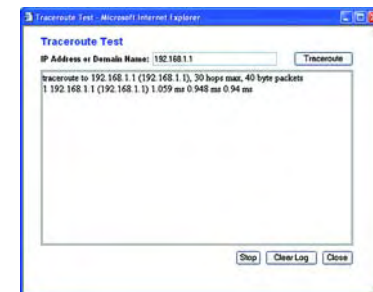 Traceroute Test - Microsoft Internet Explorer
Traceroute Test
IP Address or Domain Name: 192.168.1.1 Traceroute
traceroute to 192.168.1.1 (192.168.1.1), 30 hops max, 40 byte packets
1 192.168.1.1 (192.168.1.1) 1.059 ms 0.948 ms 0.94 ms
Stop Clear Log Close